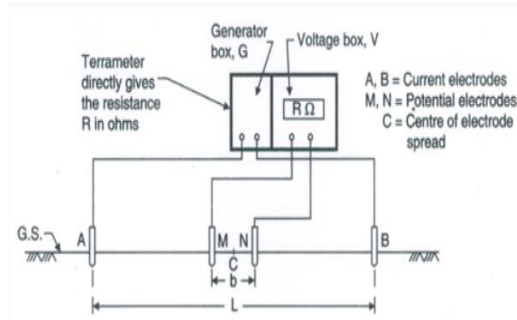 Generator
box, G
Voltage box, V
Terrameter
directly gives
the resistance
R in ohms
R Ω
A, B = Current electrodes
M, N = Potential electrodes
C = Centre of electrode
spread
G.S.
A
M
N
B
C
b
L